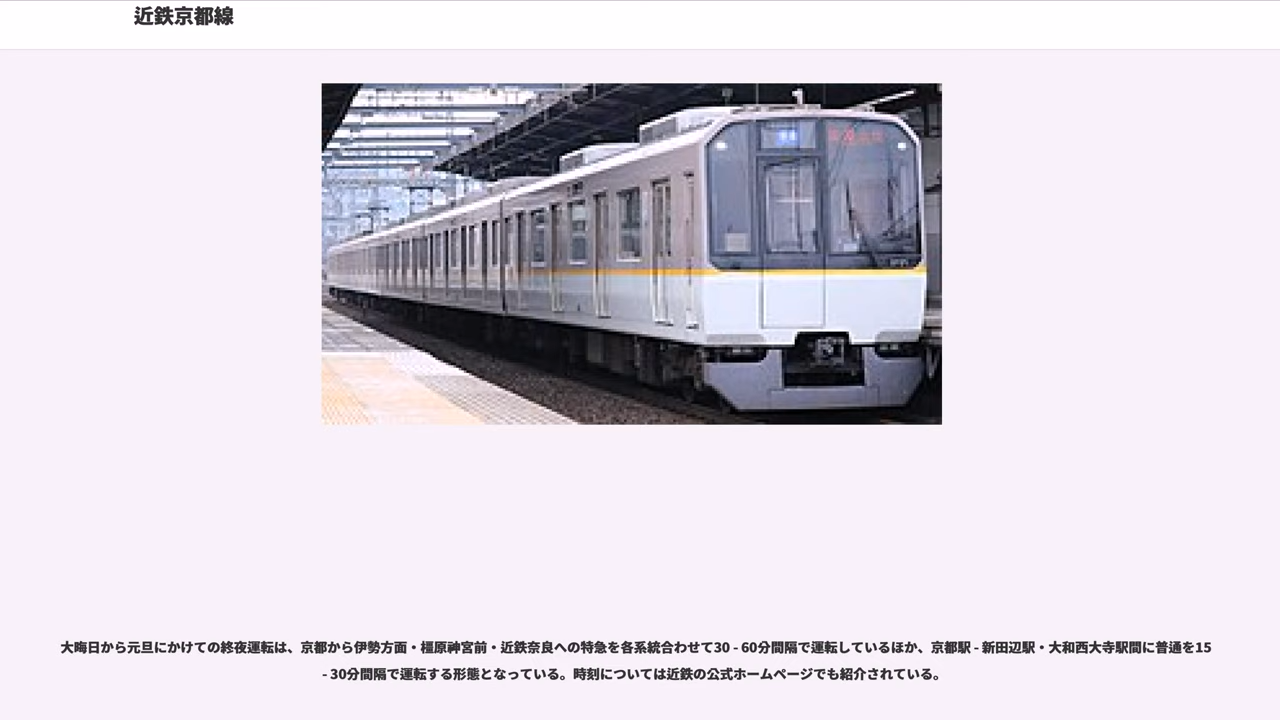 近鉄京都線
大晦日から元旦にかけての終夜運転は、京都から伊勢方面・橿原神宮前・近鉄奈良への特急を各系統合わせて30 - 60分間隔で運転しているほか、京都駅 - 新田辺駅・大和西大寺駅間に普通を15
- 30分間隔で運転する形態となっている。時刻については近鉄の公式ホームページでも紹介されている。